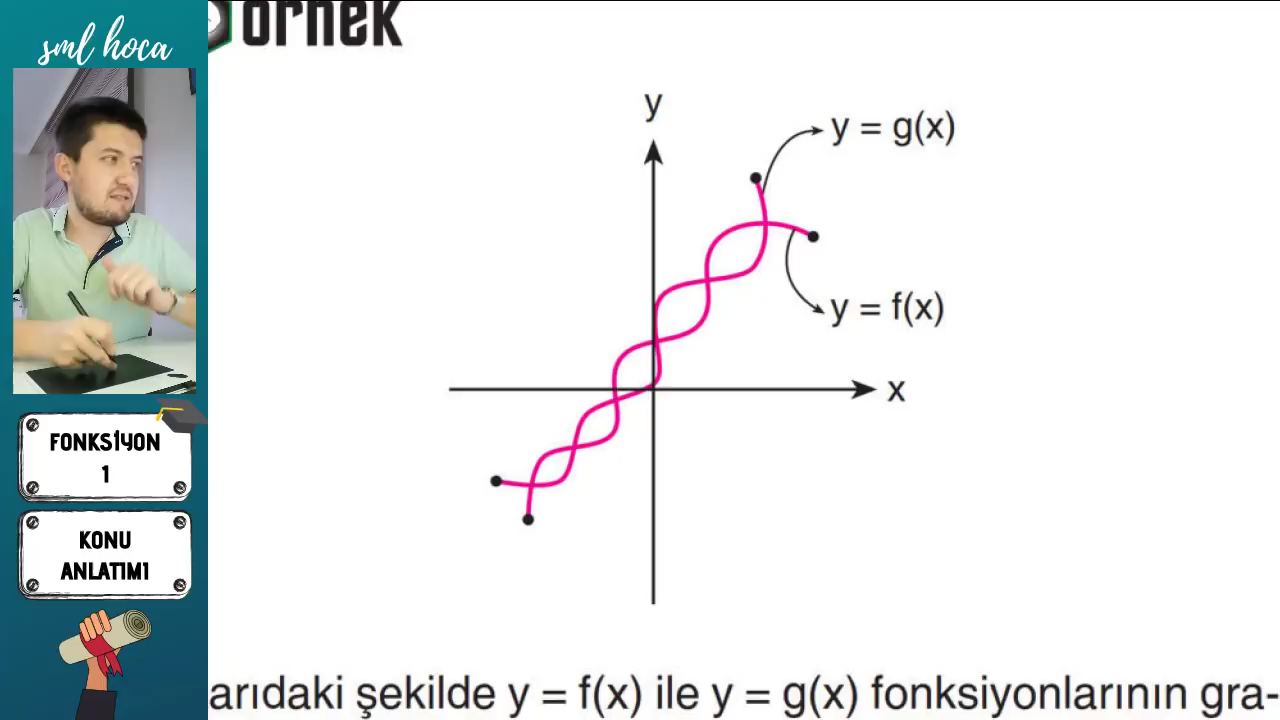 sml hoca
örnek
y
y = g(x)
y = f(x)
x
FONKSİYON
1
KONU
ANLATIMI
arıdaki şekilde y = f(x) ile y = g(x) fonksiyonlarının gra-